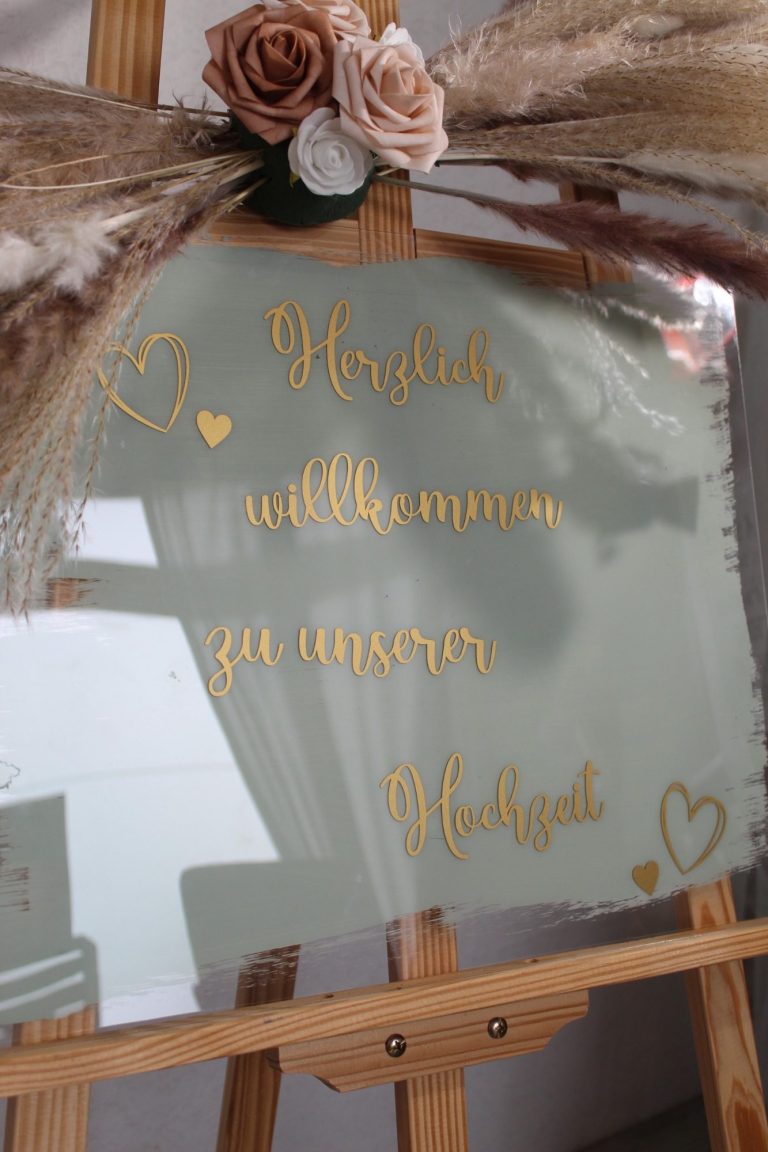 Herzlich
willkommen
zu unserer
Hochzeit